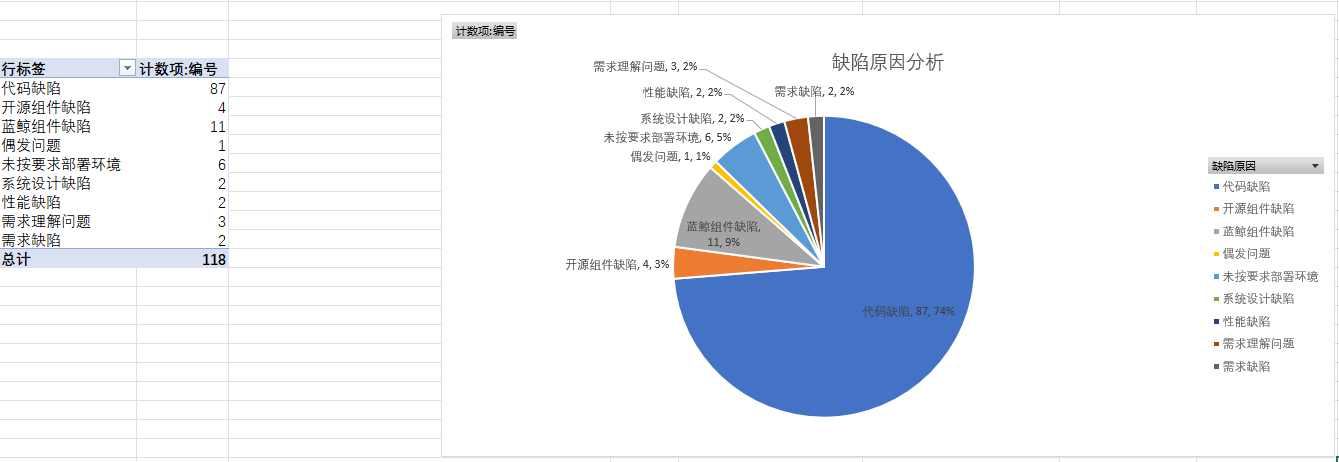 行标签 计数项:编号
代码缺陷 87
开源组件缺陷 4
蓝鲸组件缺陷 11
偶发问题 1
未按要求部署环境 6
系统设计缺陷 2
性能缺陷 2
需求理解问题 3
需求缺陷 2
总计 118
计数项:编号
缺陷原因分析
需求理解问题, 3, 2%
性能缺陷, 2, 2%
需求缺陷, 2, 2%
系统设计缺陷, 2, 2%
未按要求部署环境, 6, 5%
偶发问题, 1, 1%
蓝鲸组件缺陷,
11, 9%
开源组件缺陷, 4, 3%
代码缺陷, 87, 74%
缺陷原因
代码缺陷
开源组件缺陷
蓝鲸组件缺陷
偶发问题
未按要求部署环境
系统设计缺陷
性能缺陷
需求理解问题
需求缺陷